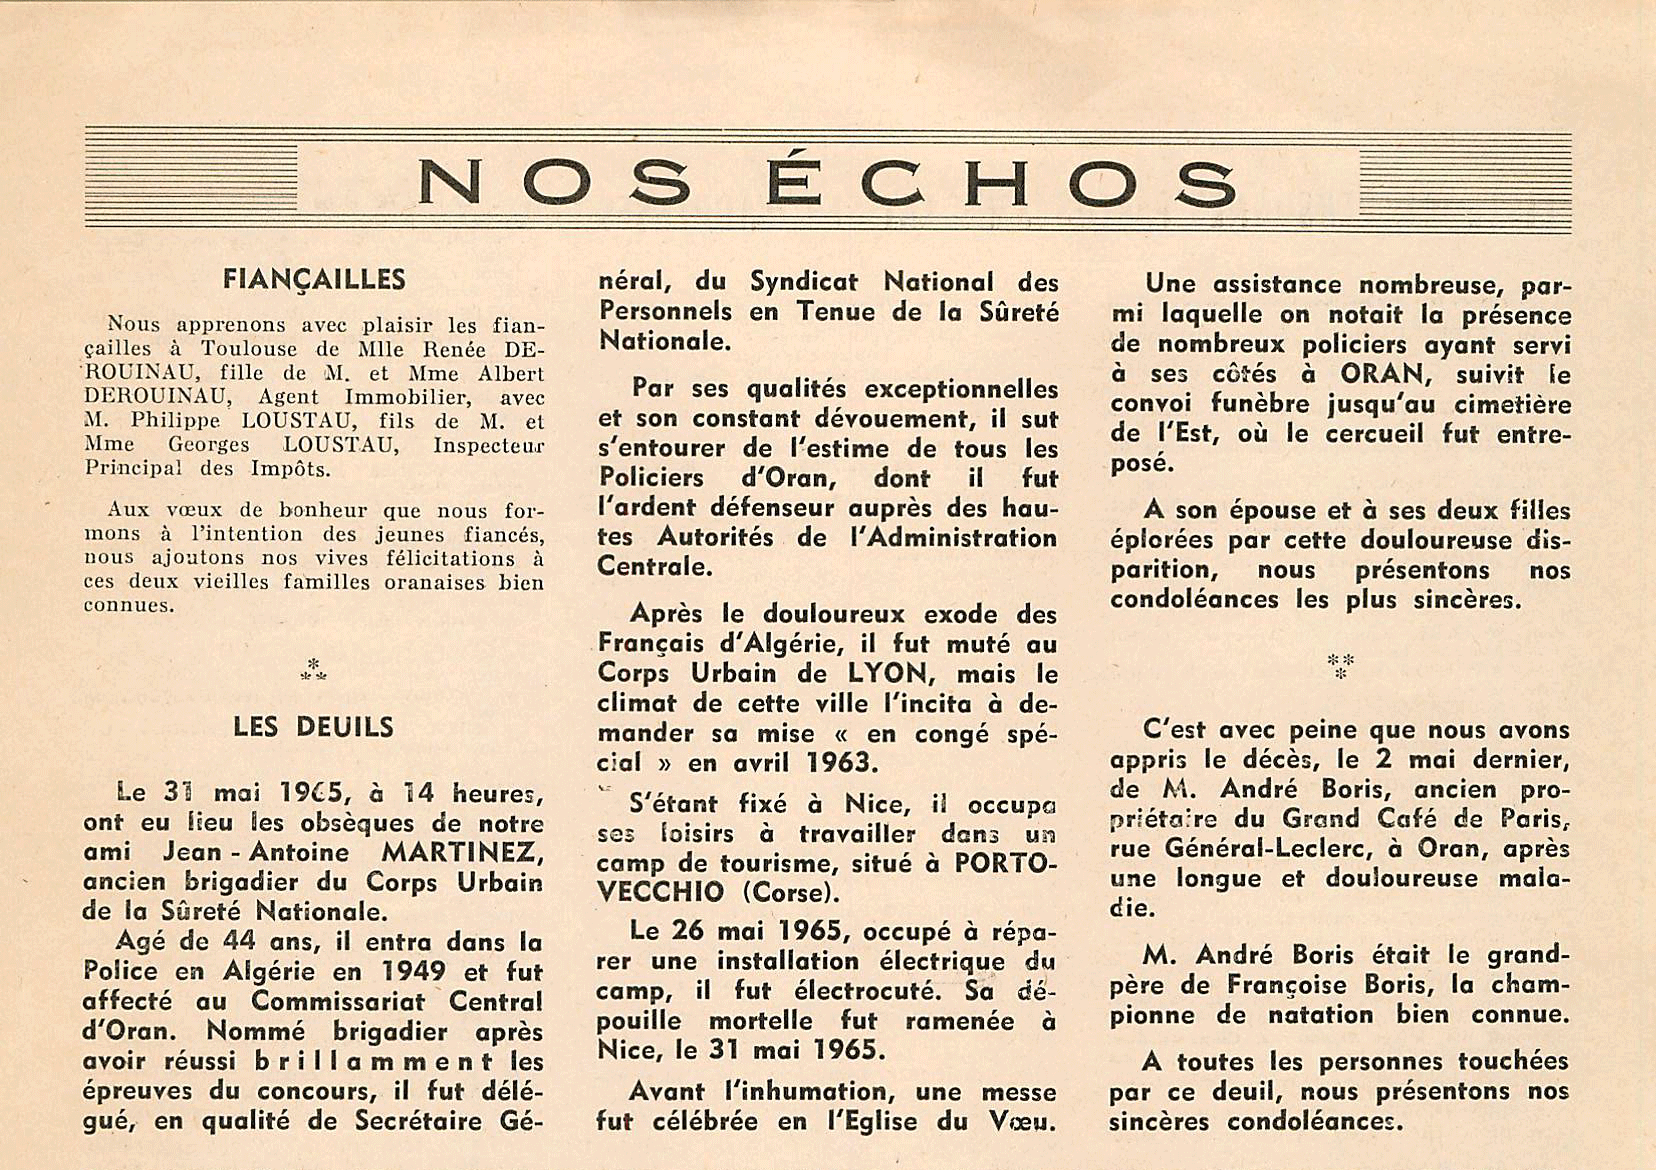 NOS ÉCHOS
FIANÇAILLES
Nous apprenons avec plaisir les fian-
çailles à Toulouse de Mlle Renée DE-
ROUINAU, fille de M. et Mme Albert
DEROUINAU, Agent Immobilier, avec
M. Philippe LOUSTAU, fils de M. et
Mme Georges LOUSTAU, Inspecteur
Principal des Impôts.
Aux vœux de bonheur que nous for-
mons à l'intention des jeunes fiancés,
nous ajoutons nos vives félicitations à
ces deux vieilles familles oranaises bien
connues.
*
* *
LES DEUILS
Le 31 mai 1965, à 14 heures,
ont eu lieu les obsèques de notre
ami Jean-Antoine MARTINEZ,
ancien brigadier du Corps Urbain
de la Sûreté Nationale.
Agé de 44 ans, il entra dans la
Police en Algérie en 1949 et fut
affecté au Commissariat Central
d'Oran. Nommé brigadier après
avoir réussi brillamment les
épreuves du concours, il fut délé-
gué, en qualité de Secrétaire Gé-
néral, du Syndicat National des
Personnels en Tenue de la Sûreté
Nationale.
Par ses qualités exceptionnelles
et son constant dévouement, il sut
s'entourer de l'estime de tous les
Policiers d'Oran, dont il fut
l'ardent défenseur auprès des hau-
tes Autorités de l'Administration
Centrale.
Après le douloureux exode des
Français d'Algérie, il fut muté au
Corps Urbain de LYON, mais le
climat de cette ville l'incita à de-
mander sa mise « en congé spé-
cial » en avril 1963.
S'étant fixé à Nice, il occupa
ses loisirs à travailler dans un
camp de tourisme, situé à PORTO-
VECCHIO (Corse).
Le 26 mai 1965, occupé à répa-
rer une installation électrique du
camp, il fut électrocuté. Sa dé-
pouille mortelle fut ramenée à
Nice, le 31 mai 1965.
Avant l'inhumation, une messe
fut célébrée en l'Eglise du Vœu.
Une assistance nombreuse, par-
mi laquelle on notait la présence
de nombreux policiers ayant servi
à ses côtés à ORAN, suivit le
convoi funèbre jusqu'au cimetière
de l'Est, où le cercueil fut entre-
posé.
A son épouse et à ses deux filles
éplorées par cette douloureuse dis-
parition, nous présentons nos
condoléances les plus sincères.
* *
*
C'est avec peine que nous avons
appris le décès, le 2 mai dernier,
de M. André Boris, ancien pro-
priétaire du Grand Café de Paris,
rue Général-Leclerc, à Oran, après
une longue et douloureuse mala-
die.
M. André Boris était le grand-
père de Françoise Boris, la cham-
pionne de natation bien connue.
A toutes les personnes touchées
par ce deuil, nous présentons nos
sincères condoléances.